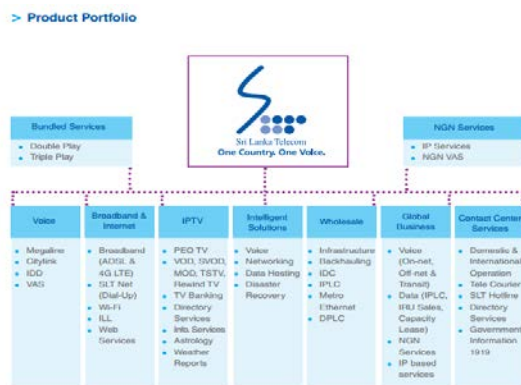 > Product Portfolio
Sri Lanka Telecom
One Country. One Voice.
Bundled Services
Double Play
Triple Play
NGN Services
IP Services
NGN VAS
Voice
Megaline
Citylink
IDD
VAS
Broadband &
Internet
Broadband
(ADSL &
4G LTE)
SLT Net
(Dial-Up)
Wi-Fi
ILL
Web
Services
IPTV
PEO TV
VOD, SVOD,
MOD, TSTV,
Rewind TV
TV Banking
Directory
Services
Info. Services
Astrology
Weather
Reports
Intelligent
Solutions
Voice
Networking
Data Hosting
Disaster
Recovery
Wholesale
Infrastructure
Backhauling
IDC
IPLC
Metro
Ethernet
DPLC
Global
Business
Voice
(On-net,
Off-net &
Transit)
Data (IPLC,
IRU Sales,
Capacity
Lease)
NGN
Services
IP based
services
Contact Center
Services
Domestic &
International
Operation
Tele Courier
SLT Hotline
Directory
Services
Government
Information
1919